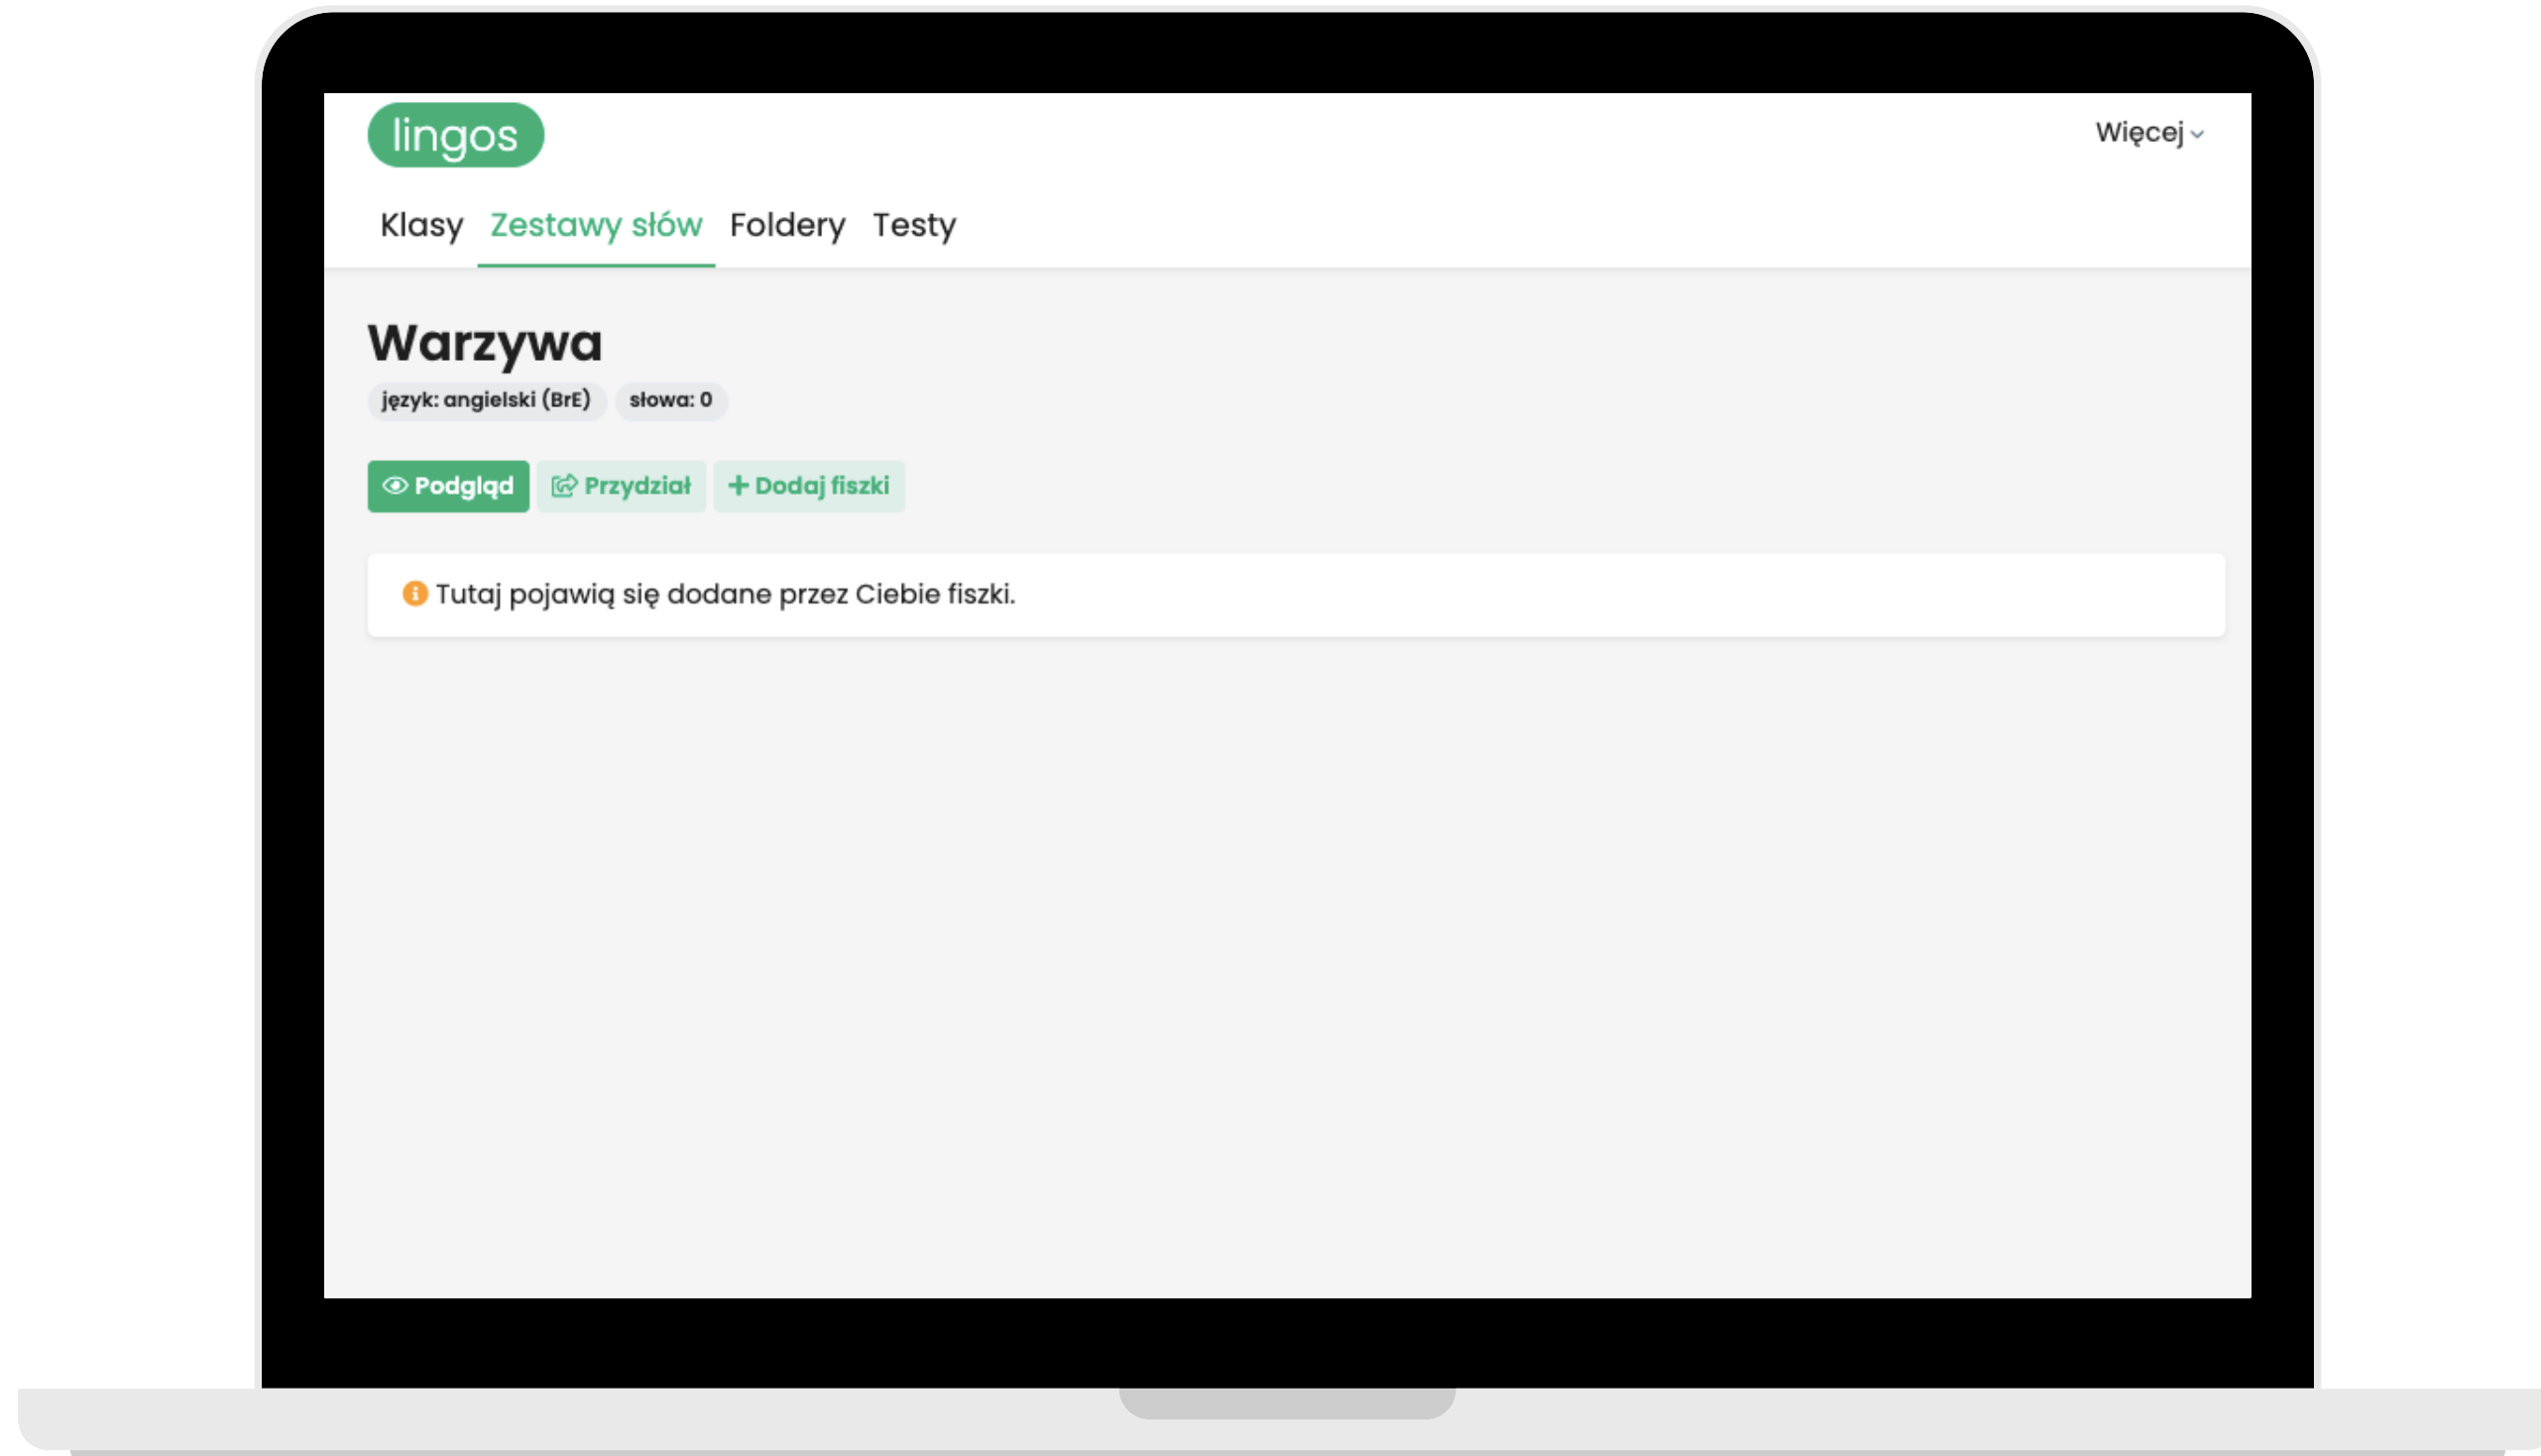 lingos
Więcej
Klasy Zestawy słów Foldery Testy
Warzywa
język: angielski (BrE) słowa: 0
Podgląd Przydział + Dodaj fiszki
Tutaj pojawią się dodane przez Ciebie fiszki.